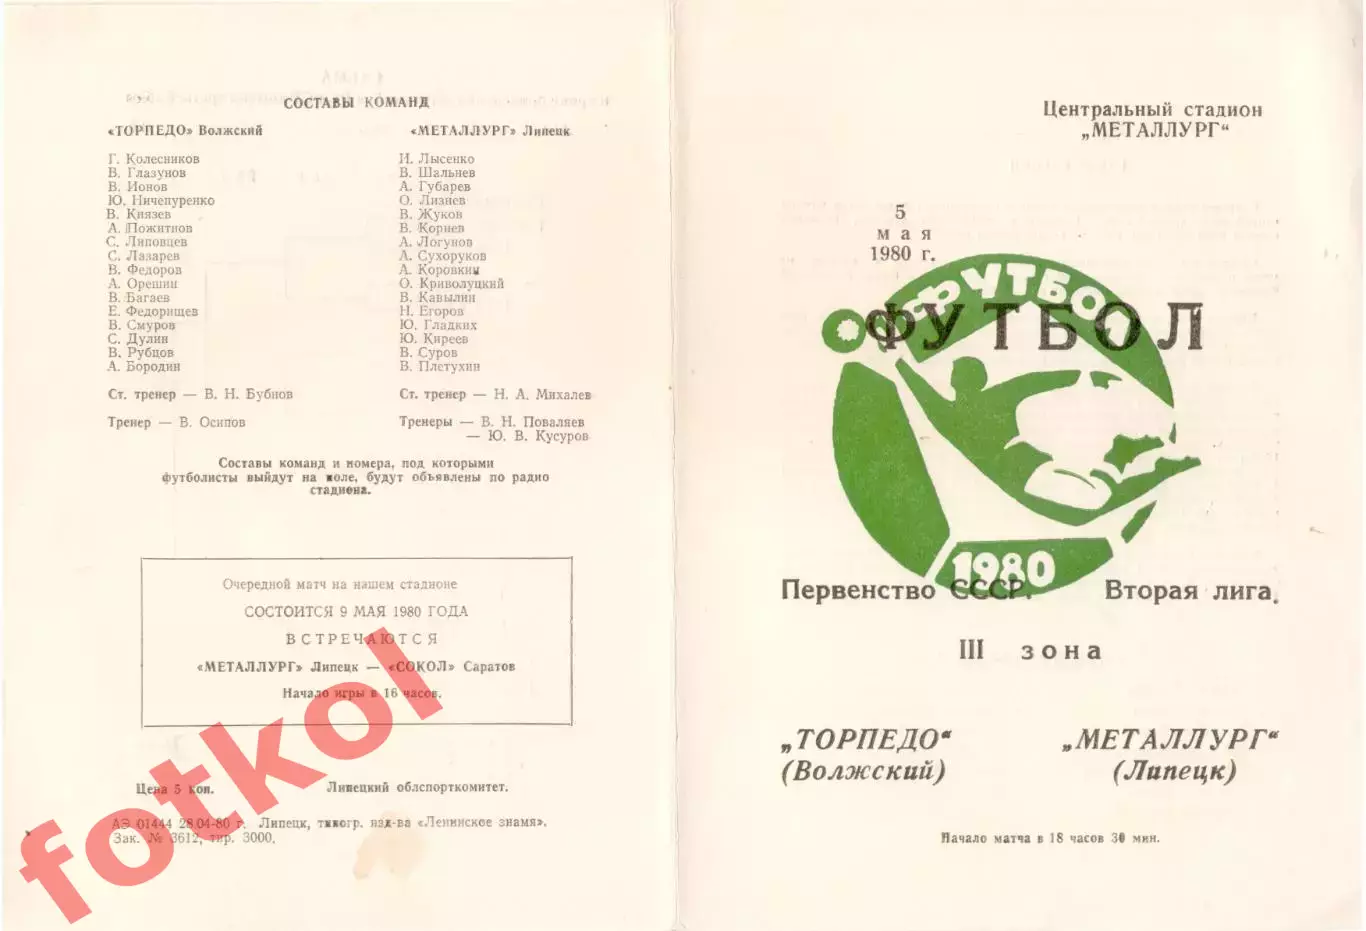 СОСТАВЫ КОМАНД
«ТОРПЕДО» Волжский
Г. Колесников
В. Глазунов
В. Ионов
Ю. Ничепуренко
В. Князев
А. Пожитнов
С. Липовцев
С. Лазарев
В. Федоров
А. Орешин
В. Багаев
Е. Федорищев
В. Смуров
С. Дулин
В. Рубцов
А. Бородин
Ст. тренер — В. Н. Бубнов
Тренер — В. Осипов
«МЕТАЛЛУРГ» Липецк
И. Лысенко
В. Шальнев
А. Губарев
О. Лизнев
В. Жуков
В. Корнев
А. Логунов
А. Сухоруков
А. Коровкин
О. Криволуцкий
В. Кавылин
Н. Егоров
Ю. Гладких
Ю. Киреев
В. Суров
В. Плетухин
Ст. тренер — Н. А. Михалев
Тренеры — В. Н. Поваляев
— Ю. В. Кусуров
Составы команд и номера, под которыми
футболисты выйдут на поле, будут объявлены по радио
стадиона.
Очередной матч на нашем стадионе
СОСТОИТСЯ 9 МАЯ 1980 ГОДА
ВСТРЕЧАЮТСЯ
«МЕТАЛЛУРГ» Липецк — «СОКОЛ» Саратов
Начало игры в 16 часов.
Цена 5 коп.
Липецкий облспорткомитет.
АЭ 01444 28.04-80 г. Липецк, типогр. изд-ва «Ленинское знамя».
Зак. № 3612, тир. 3000.
fotkol
Центральный стадион
„МЕТАЛЛУРГ“
5
мая
1980 г.
ФУТБОЛ
ФУТБОЛ
1980
Первенство СССР. Вторая лига.
III зона
„ТОРПЕДО“
(Волжский)
„МЕТАЛЛУРГ“
(Липецк)
Начало матча в 18 часов 30 мин.